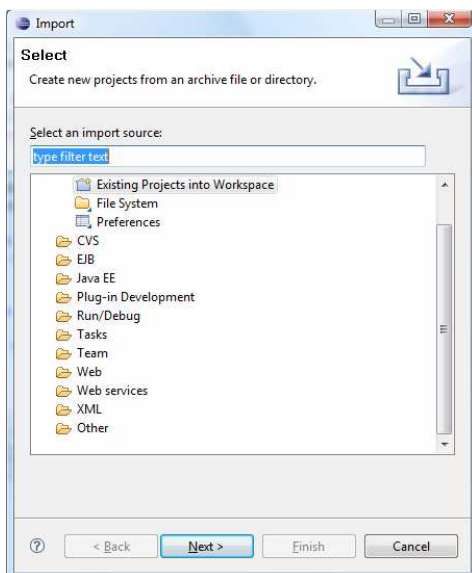 Import
Select
Create new projects from an archive file or directory.
Select an import source:
type filter text
Existing Projects into Workspace
File System
Preferences
CVS
EJB
Java EE
Plug-in Development
Run/Debug
Tasks
Team
Web
Web services
XML
Other
? < Back Next > Finish Cancel